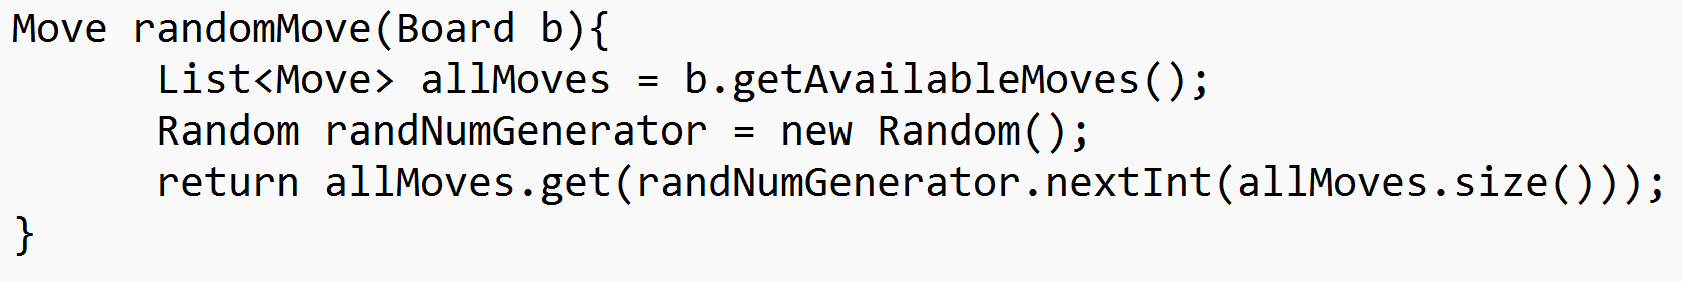 Move randomMove(Board b){
List<Move> allMoves = b.getAvailableMoves();
Random randNumGenerator = new Random();
return allMoves.get(randNumGenerator.nextInt(allMoves.size()));
}